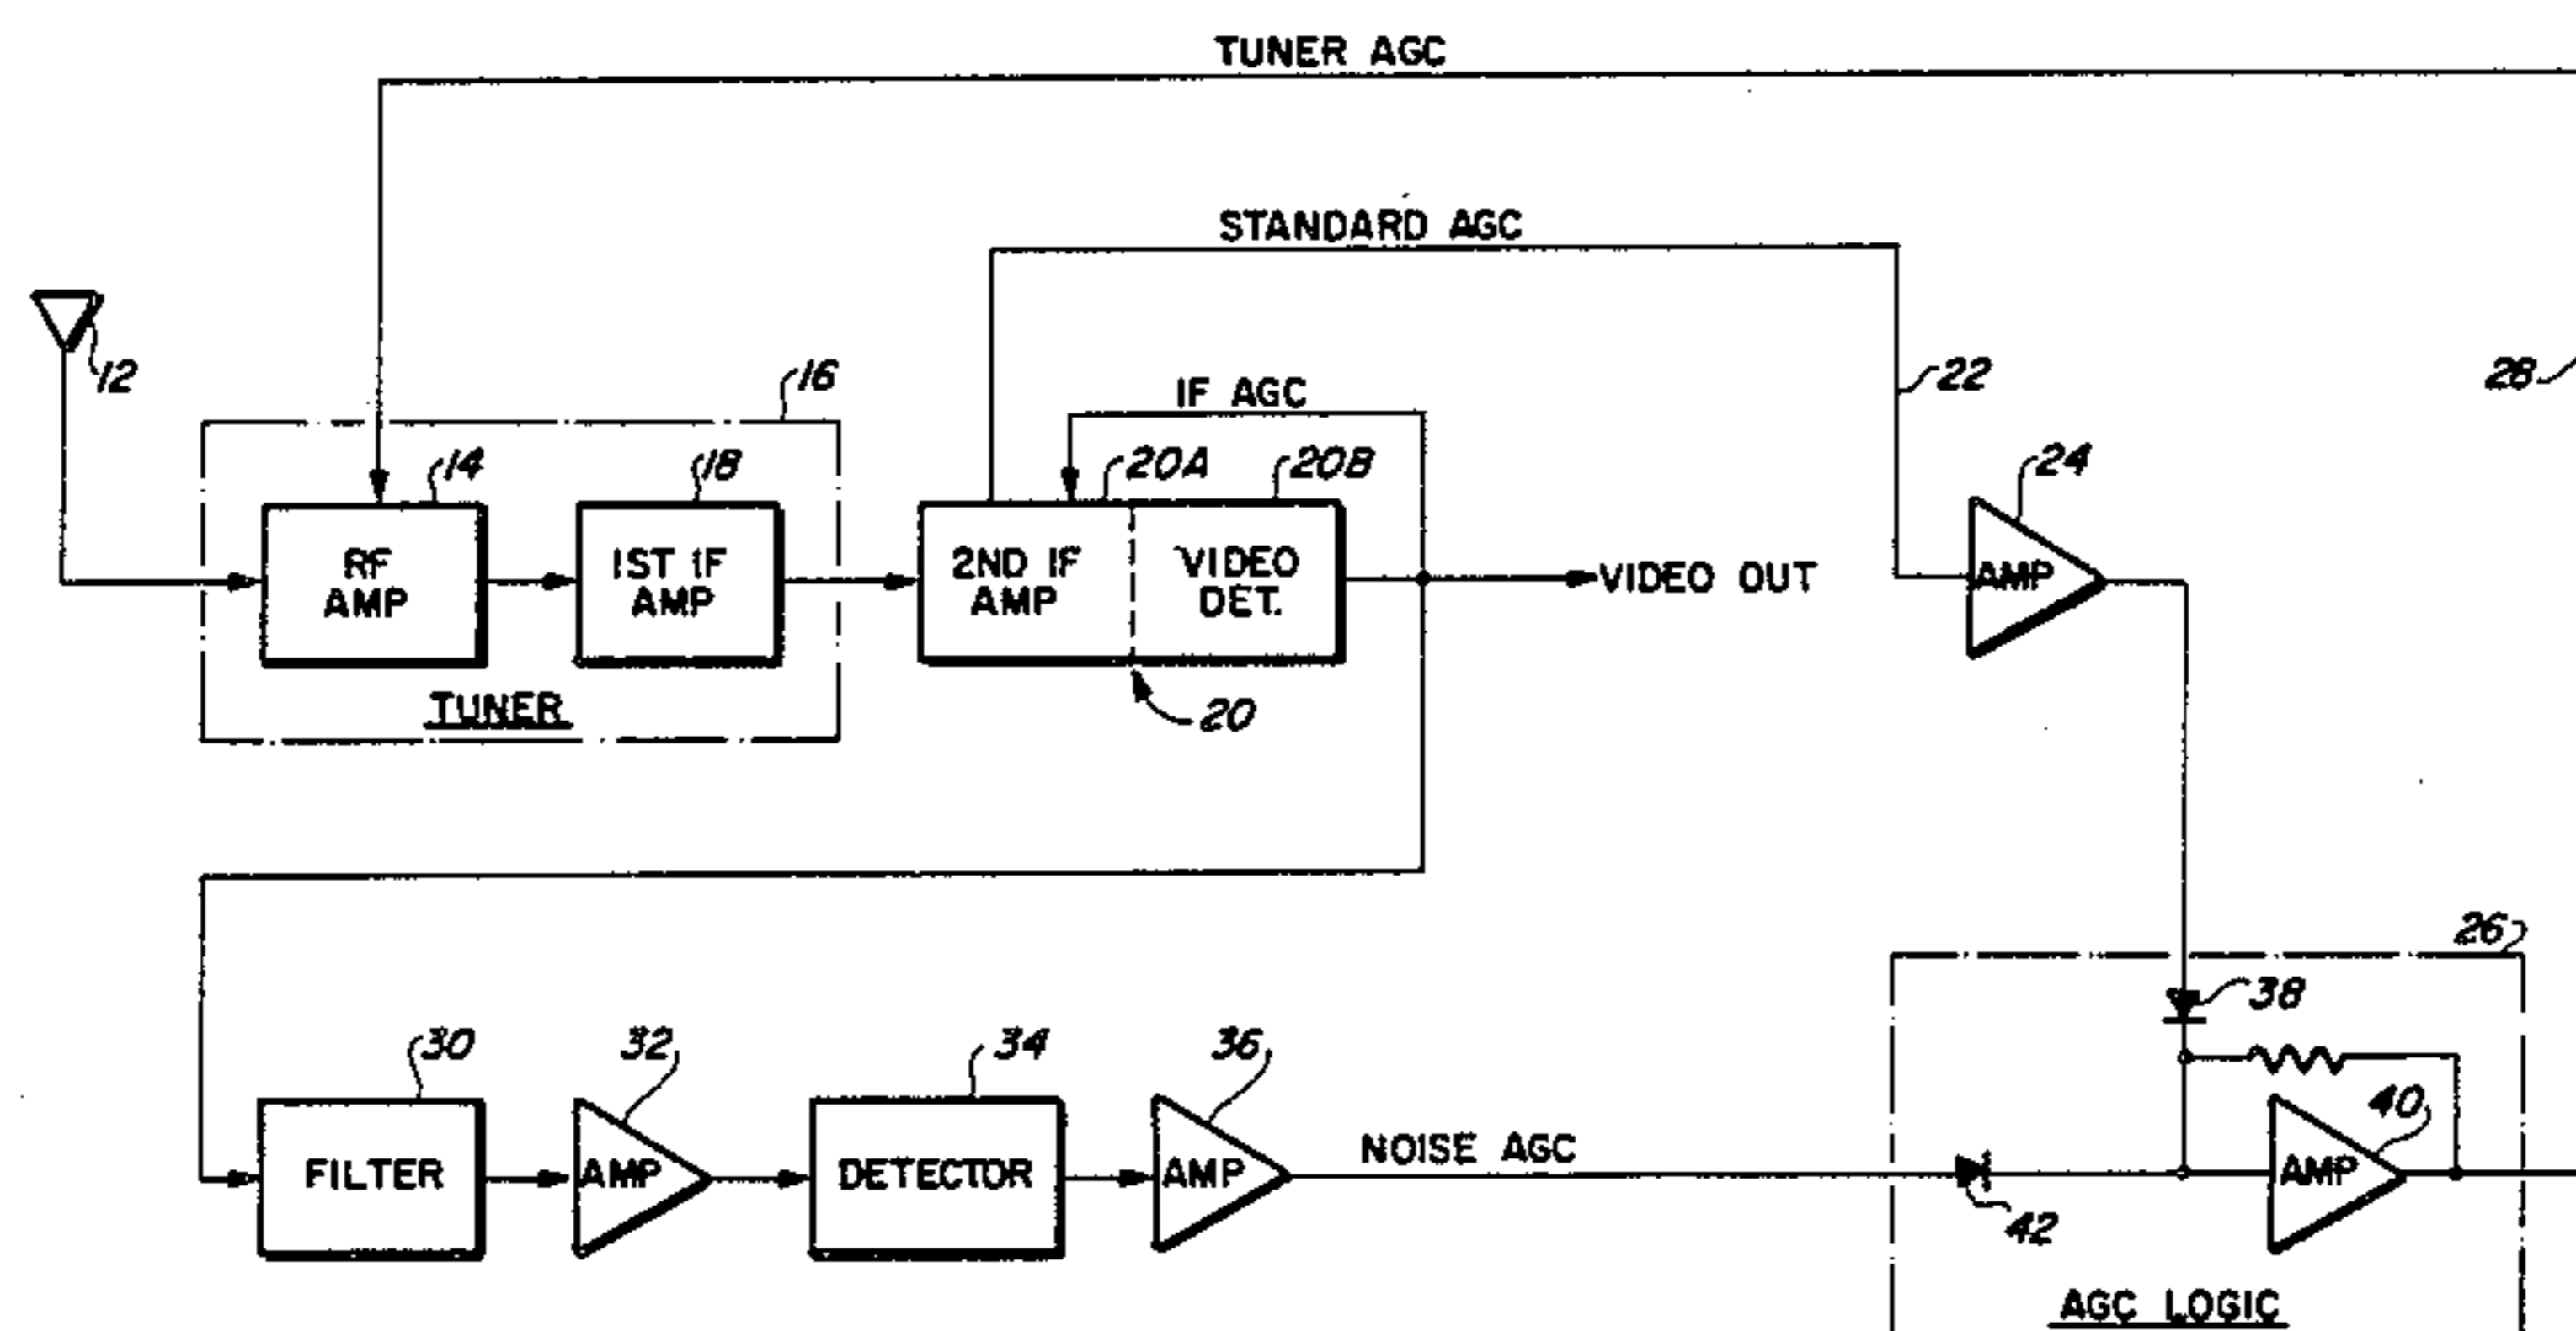 TUNER AGC
STANDARD AGC
12
16
IF AGC
22
28
14
18
20A
20B
24
RF
AMP
1ST IF
AMP
2ND IF
AMP
VIDEO
DET.
VIDEO OUT
AMP
TUNER
20
26
38
30
32
34
36
40
FILTER
AMP
DETECTOR
AMP
NOISE AGC
AMP
42
AGC LOGIC